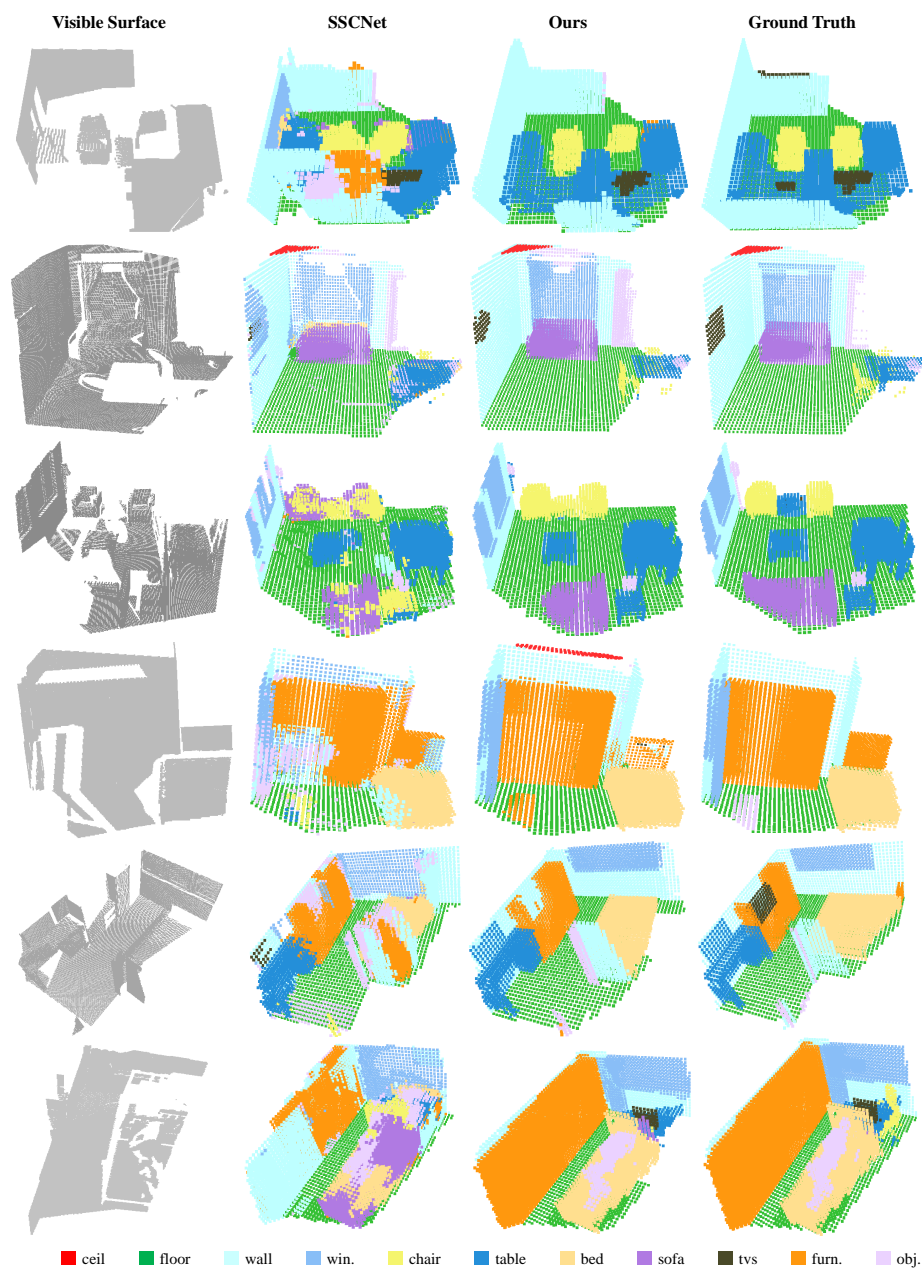 Visible Surface SSCNet Ours Ground Truth
ceil floor wall win. chair table bed sofa tvs furn. obj.